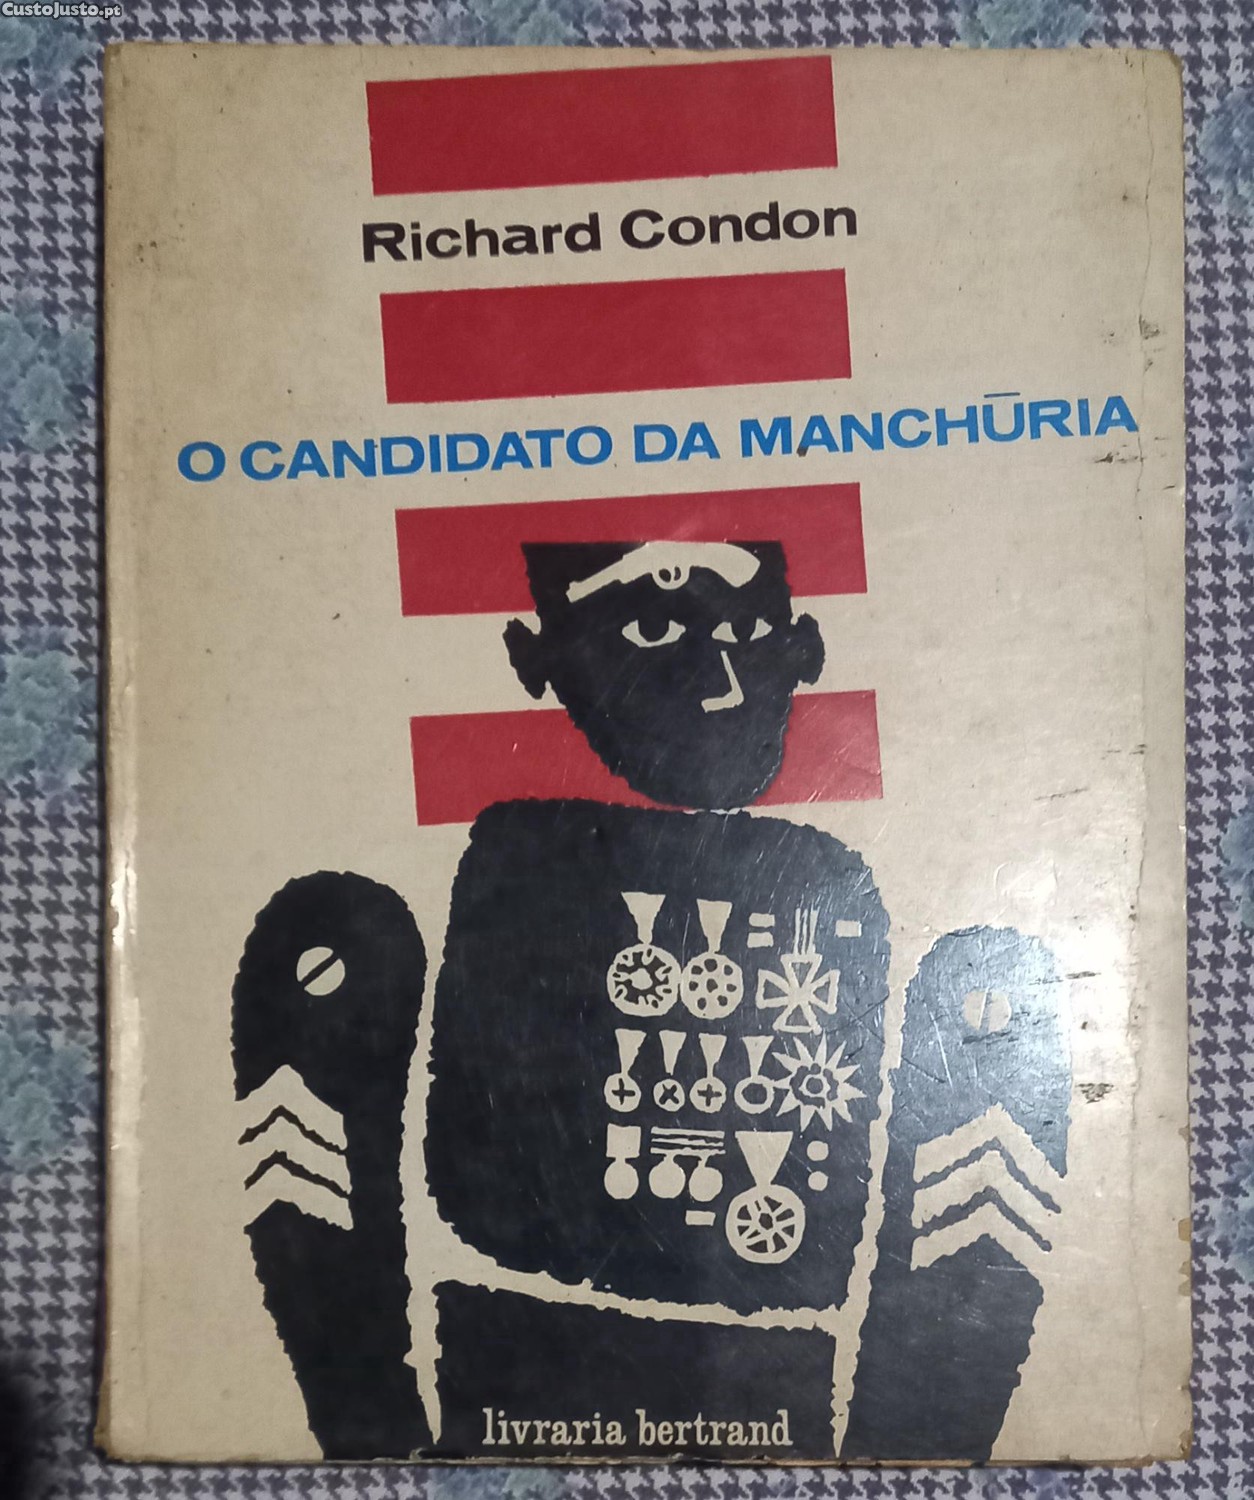 CustoJusto.pt
Richard Condon
O CANDIDATO DA MANCHŪRIA
livraria bertrand